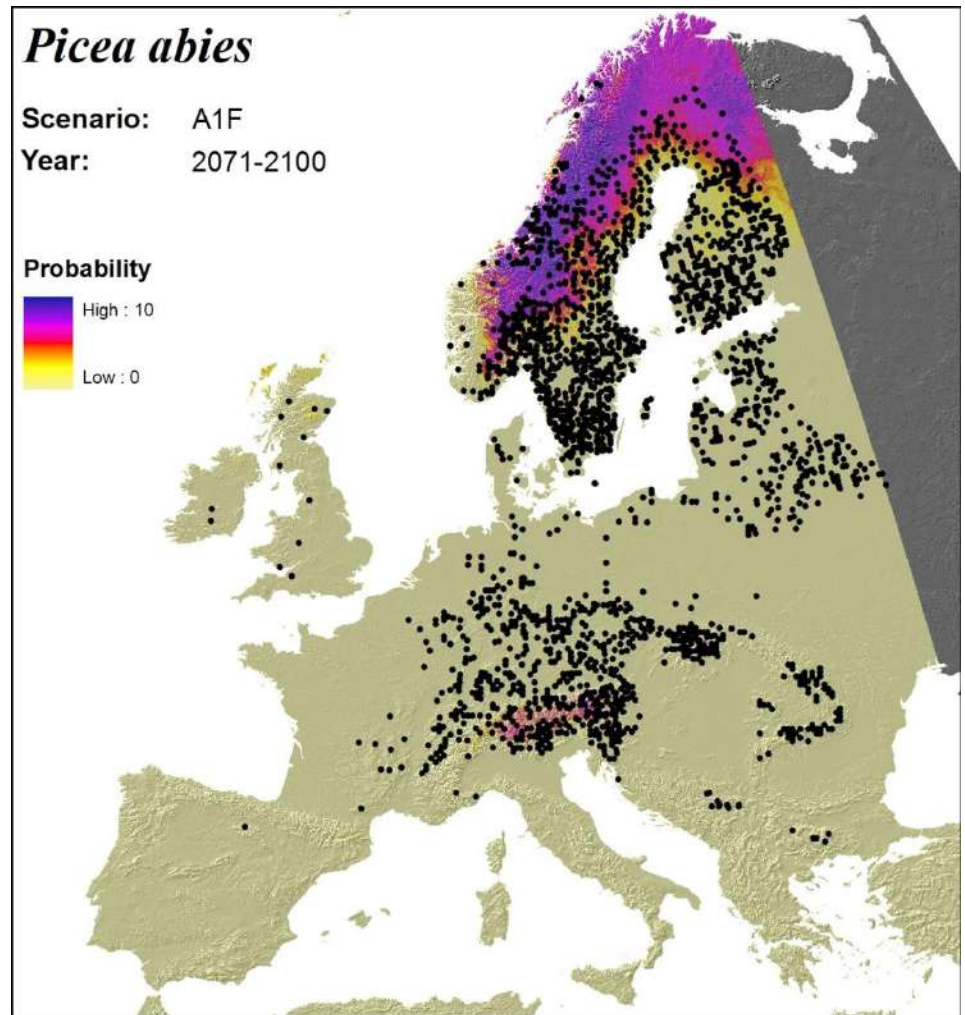 Picea abies
Scenario: A1F
Year: 2071-2100
Probability
High : 10
Low : 0